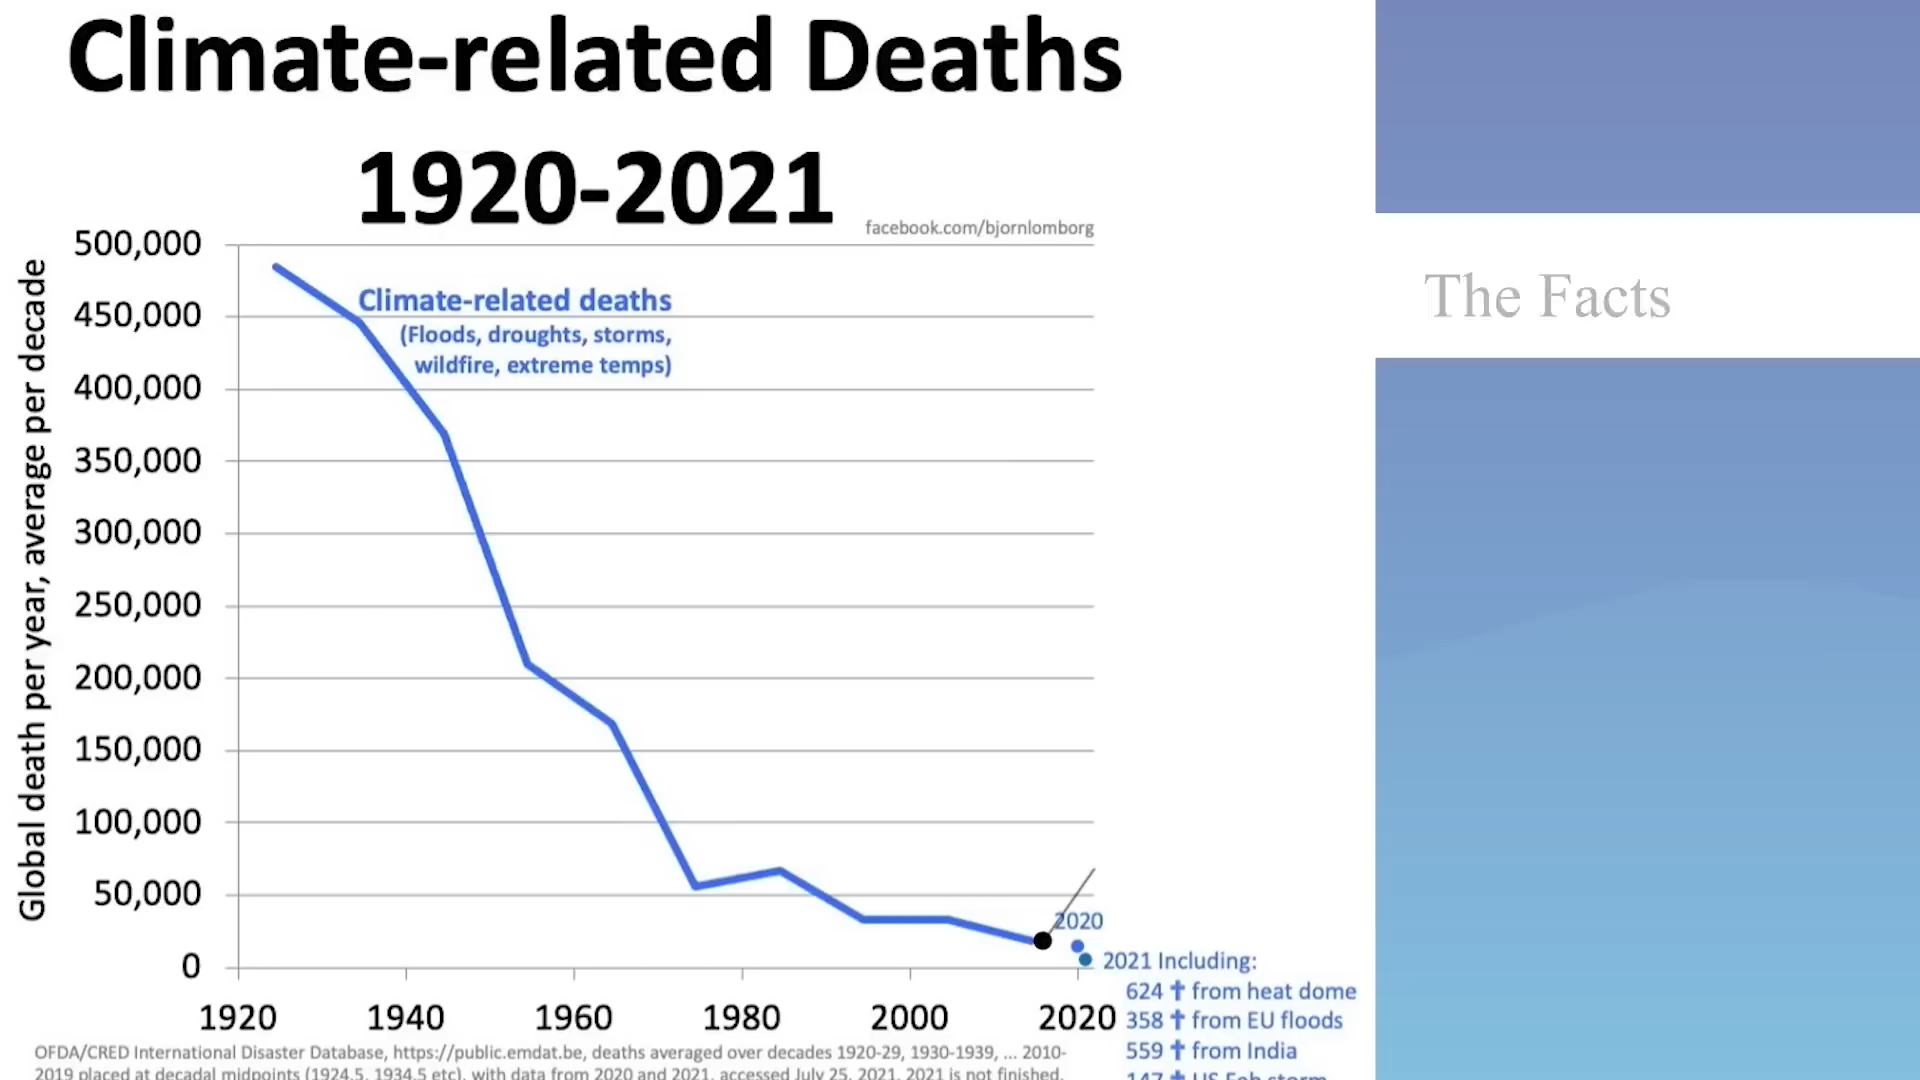 Climate-related Deaths
1920-2021
facebook.com/bjornlomborg
The Facts
Global death per year, average per decade
500,000
450,000
400,000
350,000
300,000
250,000
200,000
150,000
100,000
50,000
0
Climate-related deaths
(Floods, droughts, storms,
wildfire, extreme temps)
2020
2021 Including:
624 ✝ from heat dome
358 ✝ from EU floods
559 ✝ from India
147 ✝ US Feb storm
1920
1940
1960
1980
2000
2020
OFDA/CRED International Disaster Database, https://public.emdat.be, deaths averaged over decades 1920-29, 1930-1939, ... 2010-
2019 placed at decadal midpoints (1924.5, 1934.5 etc), with data from 2020 and 2021, accessed July 25, 2021. 2021 is not finished.